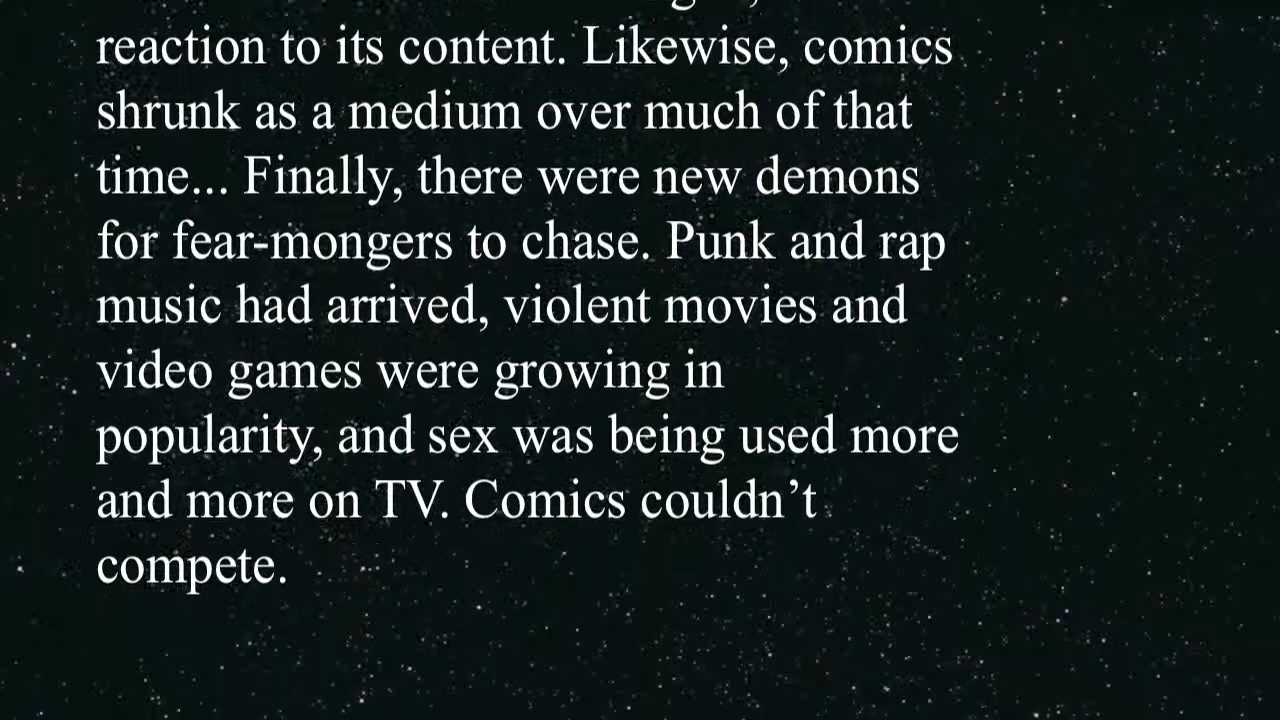 reaction to its content. Likewise, comics
shrunk as a medium over much of that
time... Finally, there were new demons
for fear-mongers to chase. Punk and rap
music had arrived, violent movies and
video games were growing in
popularity, and sex was being used more
and more on TV. Comics couldn’t
compete.